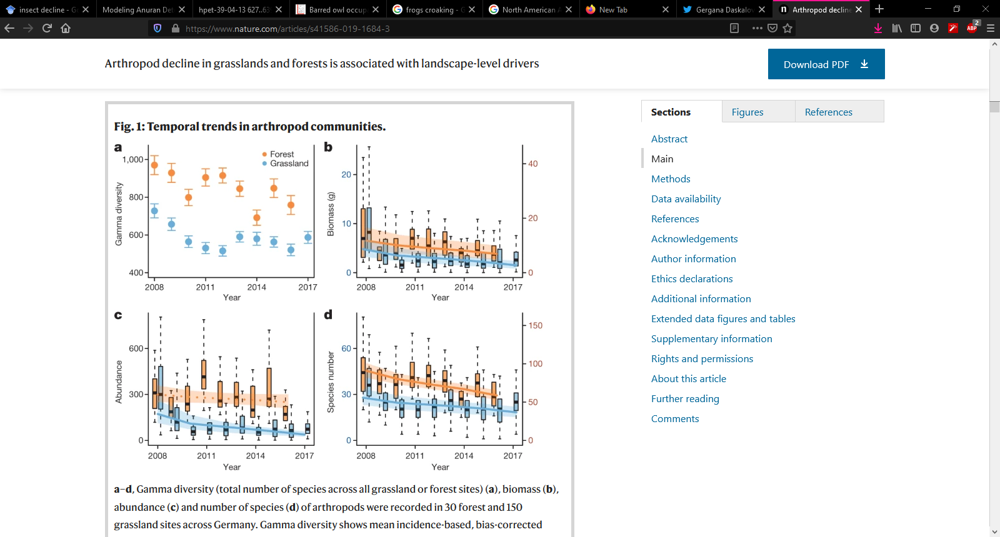 insect decline - G
Modeling Anuran Det
hpet-39-04-13 627..63
Barred owl occup
frogs croaking - G
North American A
New Tab
Gergana Daskalov
Arthropod decline
https://www.nature.com/articles/s41586-019-1684-3
ABP
2
Arthropod decline in grasslands and forests is associated with landscape-level drivers
Download PDF
Fig. 1: Temporal trends in arthropod communities.
a
Forest
Grassland
Gamma diversity
1,000
800
600
400
2008 2011 2014 2017
Year
b
Biomass (g)
20
10
0
40
20
0
2008 2011 2014 2017
Year
c
Abundance
600
300
0
2008 2011 2014 2017
Year
d
Species number
60
30
0
150
100
50
0
2008 2011 2014 2017
Year
a–d, Gamma diversity (total number of species across all grassland or forest sites) (a), biomass (b),
abundance (c) and number of species (d) of arthropods were recorded in 30 forest and 150
grassland sites across Germany. Gamma diversity shows mean incidence-based, bias-corrected
Sections
Figures
References
Abstract
Main
Methods
Data availability
References
Acknowledgements
Author information
Ethics declarations
Additional information
Extended data figures and tables
Supplementary information
Rights and permissions
About this article
Further reading
Comments